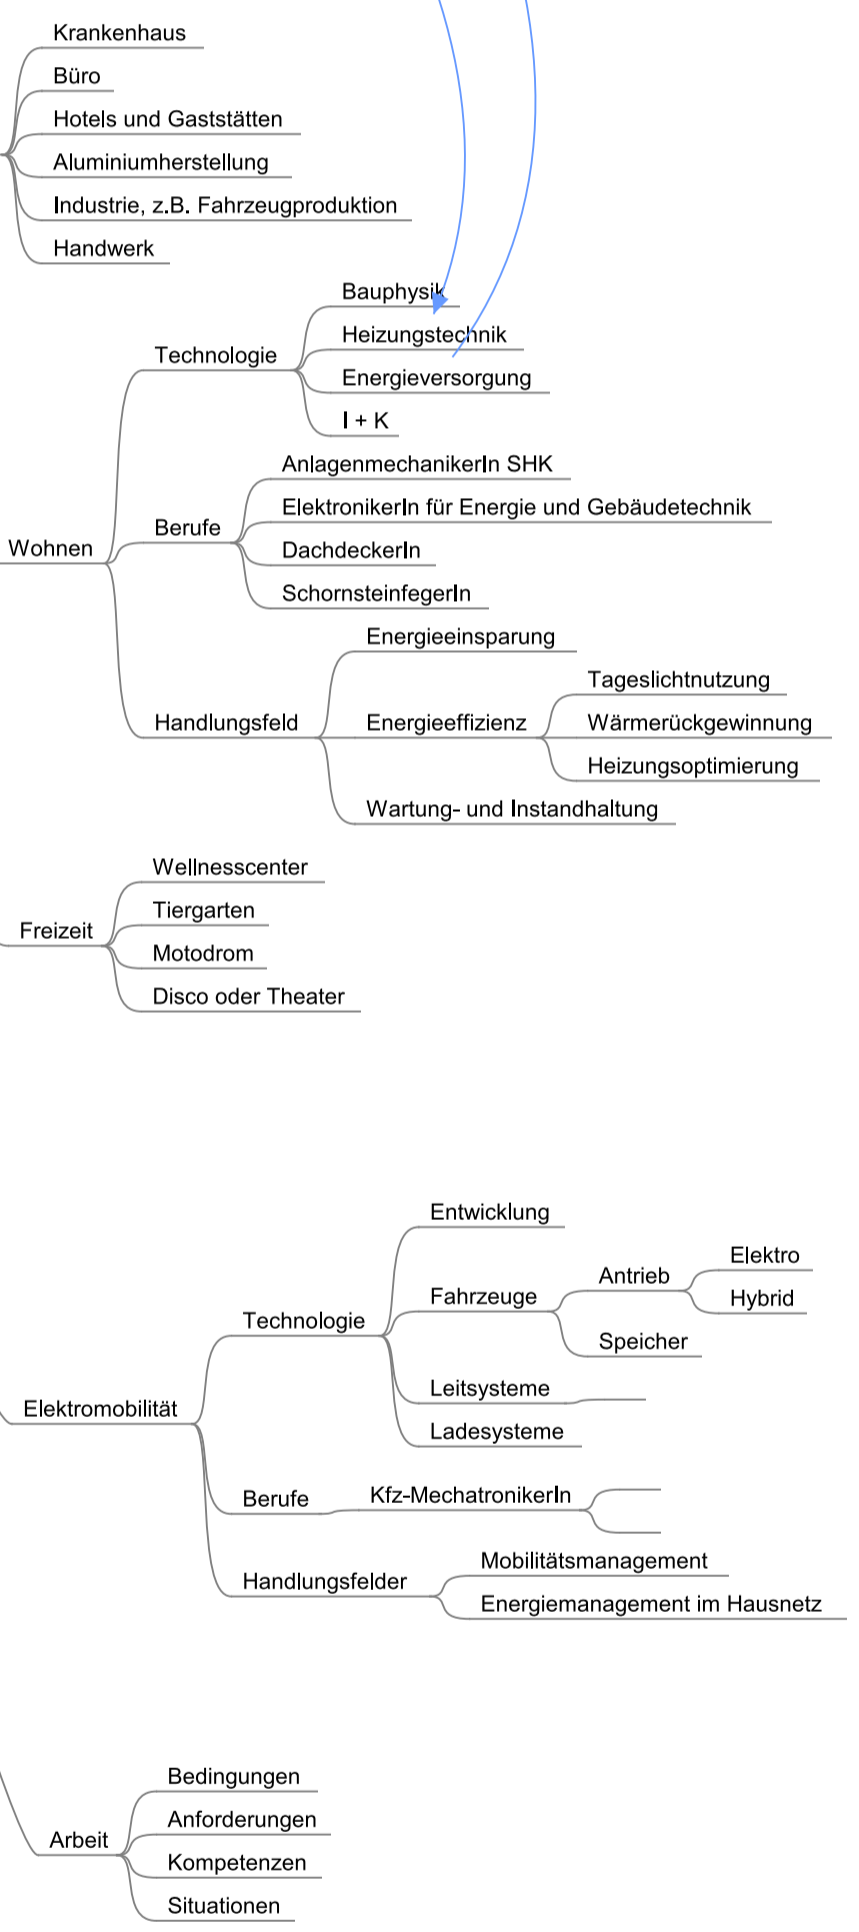 Krankenhaus
Büro
Hotels und Gaststätten
Aluminiumherstellung
Industrie, z.B. Fahrzeugproduktion
Handwerk
Bauphysik
Heizungstechnik
Technologie
Energieversorgung
I + K
AnlagenmechanikerIn SHK
ElektronikerIn für Energie und Gebäudetechnik
Berufe
Wohnen
DachdeckerIn
SchornsteinfegerIn
Energieeinsparung
Tageslichtnutzung
Handlungsfeld
Energieeffizienz
Wärmerückgewinnung
Heizungsoptimierung
Wartung- und Instandhaltung
Wellnesscenter
Tiergarten
Freizeit
Motodrom
Disco oder Theater
Entwicklung
Elektro
Antrieb
Fahrzeuge
Hybrid
Technologie
Speicher
Leitsysteme
Elektromobilität
Ladesysteme
Berufe
Kfz-MechatronikerIn
Mobilitätsmanagement
Handlungsfelder
Energiemanagement im Hausnetz
Bedingungen
Anforderungen
Arbeit
Kompetenzen
Situationen